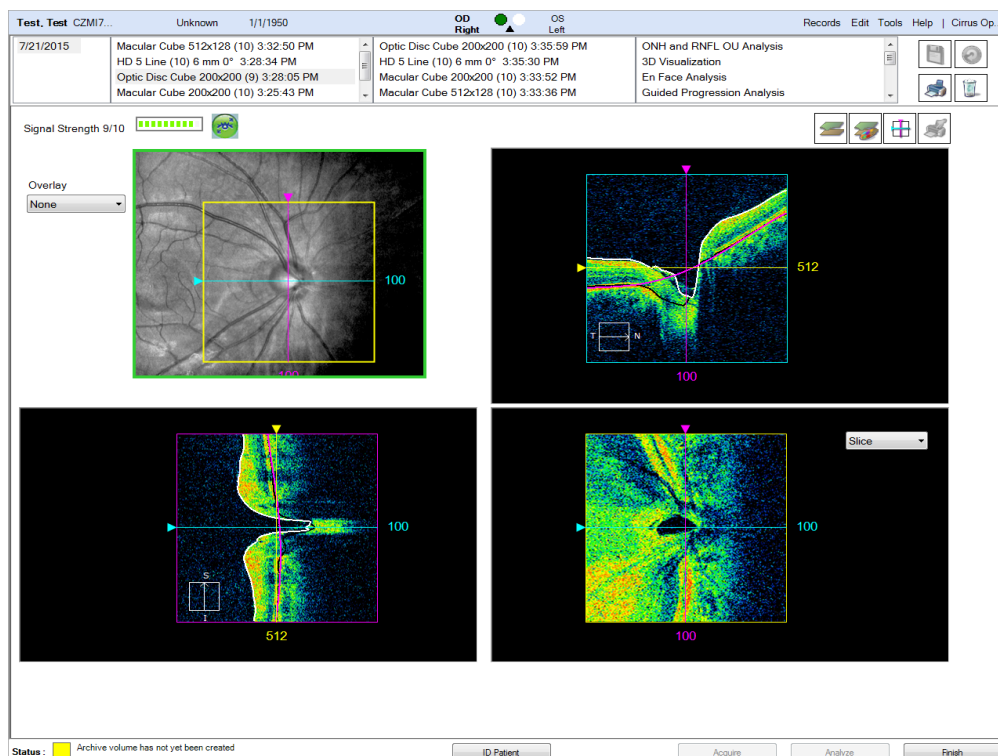 Test, Test CZMI7... Unknown 1/1/1950 OD Right OS Left Records Edit Tools Help | Cirrus Op...
7/21/2015
Macular Cube 512x128 (10) 3:32:50 PM
HD 5 Line (10) 6 mm 0° 3:28:34 PM
Optic Disc Cube 200x200 (9) 3:28:05 PM
Macular Cube 200x200 (10) 3:25:43 PM
Optic Disc Cube 200x200 (10) 3:35:59 PM
HD 5 Line (10) 6 mm 0° 3:35:30 PM
Macular Cube 200x200 (10) 3:33:52 PM
Macular Cube 512x128 (10) 3:33:36 PM
ONH and RNFL OU Analysis
3D Visualization
En Face Analysis
Guided Progression Analysis
Signal Strength 9/10
Overlay
None
100
100
512
T N
100
100
S
I
512
Slice
100
100
Status : Archive volume has not yet been created
ID Patient Acquire Analyze Finish